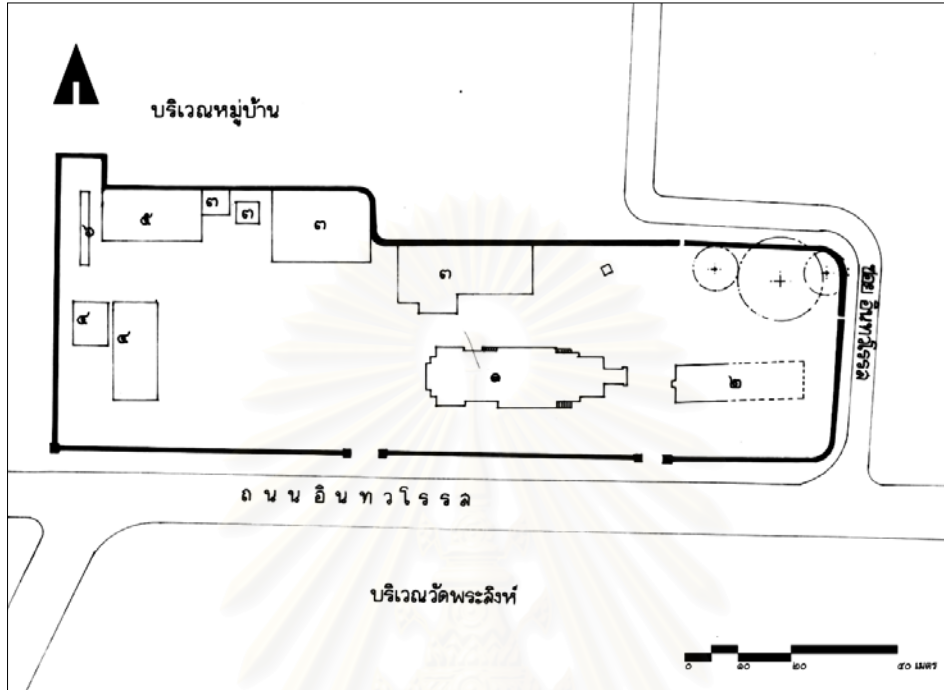 บริเวณหมู่บ้าน
๓
๕
๓
๓
๖
๓
ซอย อินทวโรรส
๔
๔
๑
๒
ถนนอินทวโรรส
บริเวณวัดพระสิงห์
๐ ๑๐ ๒๐ ๔๐ เมตร